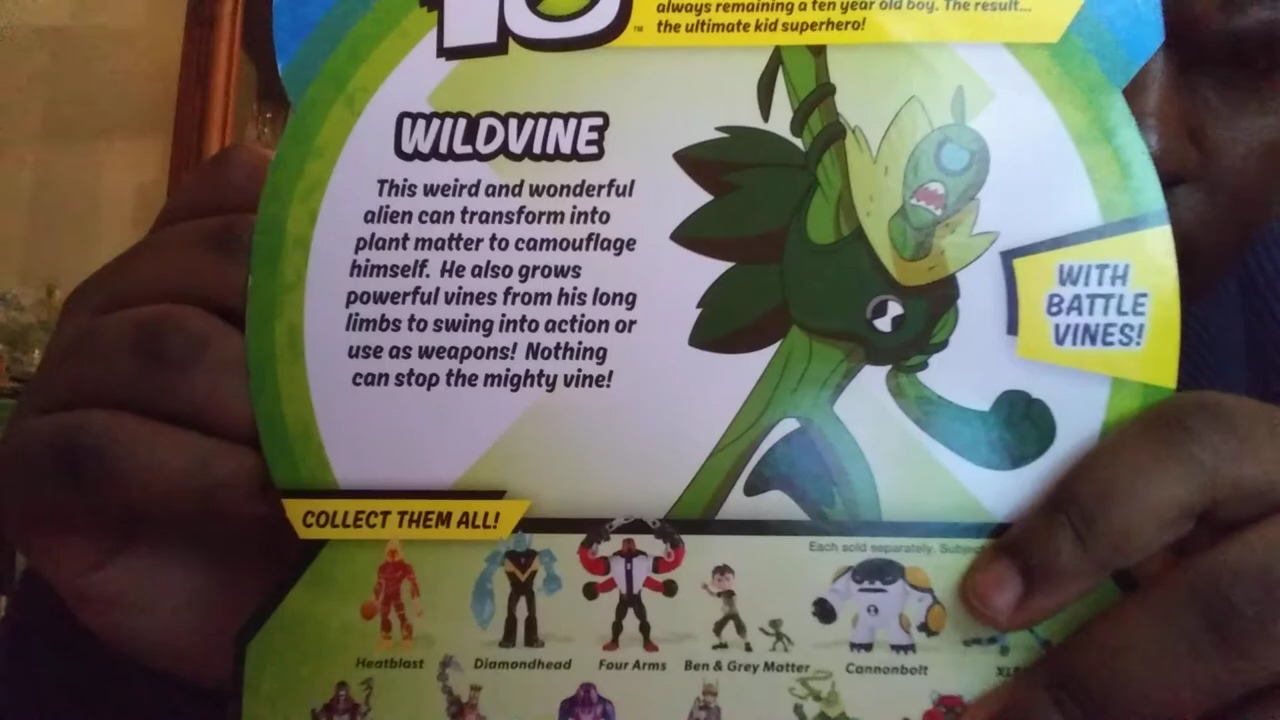 10
always remaining a ten year old boy. The result...
TM the ultimate kid superhero!
WILDVINE
This weird and wonderful
alien can transform into
plant matter to camouflage
himself. He also grows
powerful vines from his long
limbs to swing into action or
use as weapons! Nothing
can stop the mighty vine!
WITH
BATTLE
VINES!
COLLECT THEM ALL!
Each sold separately.
Heatblast Diamondhead Four Arms Ben & Grey Matter Cannonbolt